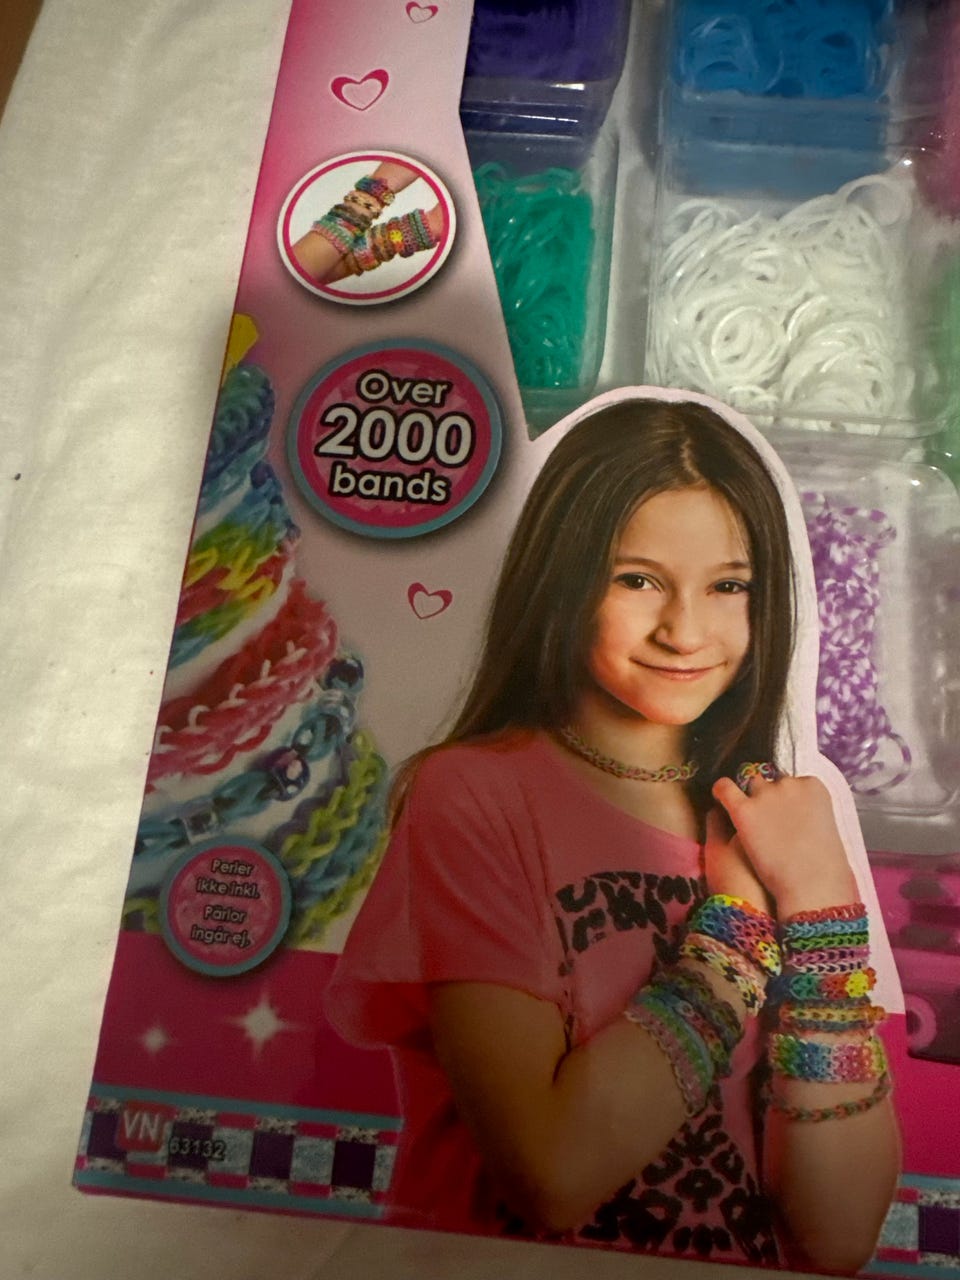 Over
2000
bands
Perler
ikke inkl.
Pärlor
ingår ej.
VN
63132